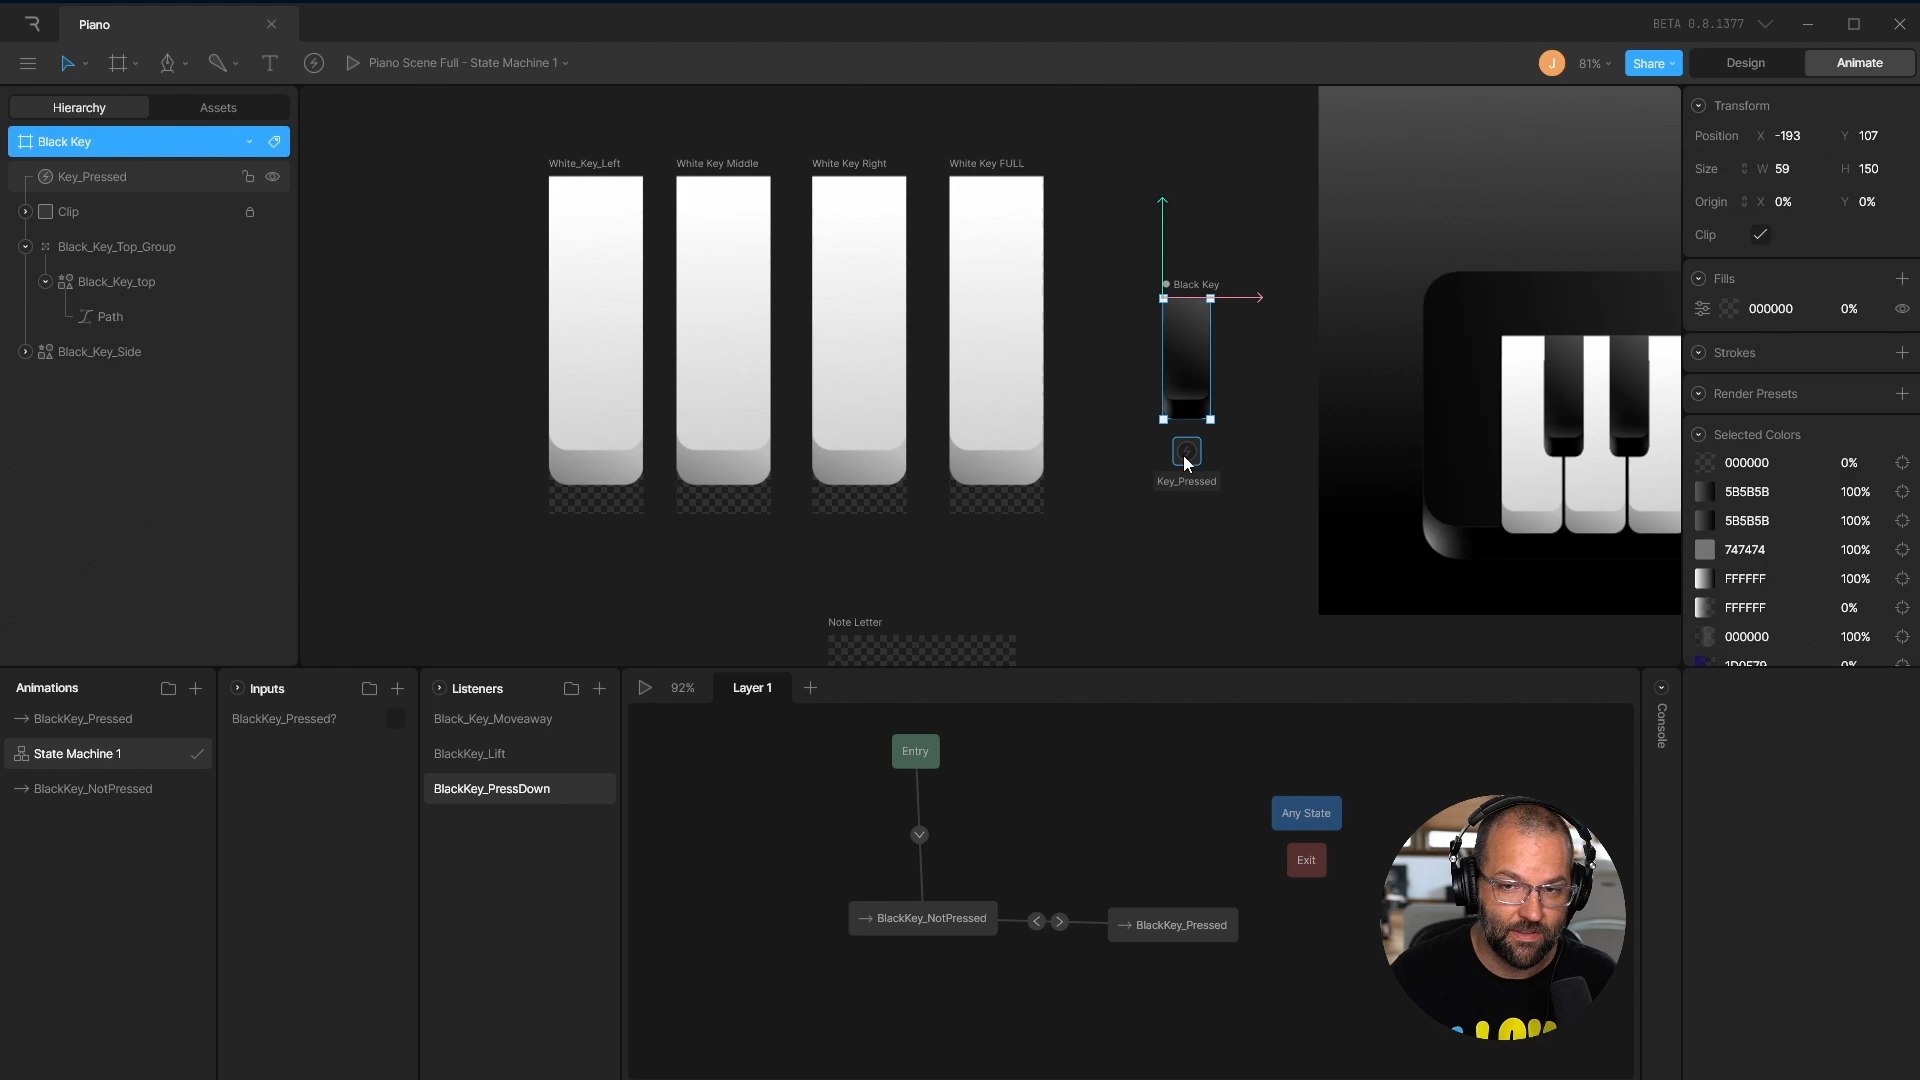 Piano
BETA 0.8.1377
Piano Scene Full - State Machine 1
J
81%
Share
Design
Animate
Hierarchy
Assets
Black Key
Key_Pressed
Clip
Black_Key_Top_Group
Black_Key_top
Path
Black_Key_Side
White_Key_Left
White Key Middle
White Key Right
White Key FULL
Black Key
Key_Pressed
Note Letter
Transform
Position X -193 Y 107
Size W 59 H 150
Origin X 0% Y 0%
Clip
Fills
000000 0%
Strokes
Render Presets
Selected Colors
000000 0%
5B5B5B 100%
5B5B5B 100%
747474 100%
FFFFFF 100%
FFFFFF 0%
000000 100%
Animations
BlackKey_Pressed
State Machine 1
BlackKey_NotPressed
Inputs
BlackKey_Pressed?
Listeners
Black_Key_Moveaway
BlackKey_Lift
BlackKey_PressDown
92%
Layer 1
Entry
Any State
Exit
BlackKey_NotPressed
BlackKey_Pressed
Console